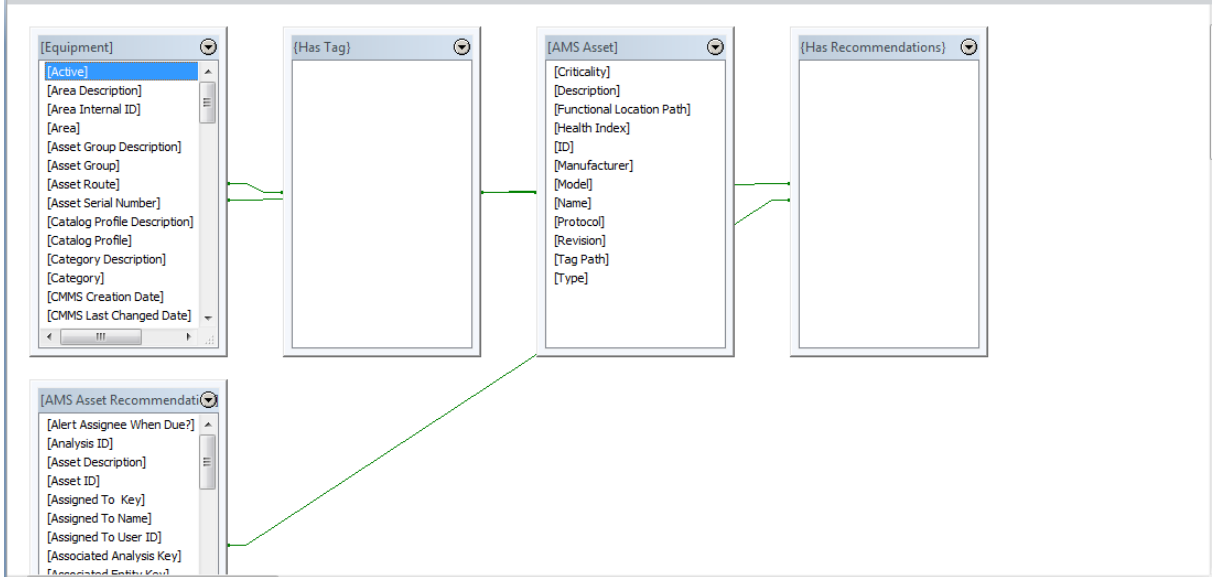 [Equipment]
[Active]
[Area Description]
[Area Internal ID]
[Area]
[Asset Group Description]
[Asset Group]
[Asset Route]
[Asset Serial Number]
[Catalog Profile Description]
[Catalog Profile]
[Category Description]
[Category]
[CMMS Creation Date]
[CMMS Last Changed Date]
{Has Tag}
[AMS Asset]
[Criticality]
[Description]
[Functional Location Path]
[Health Index]
[ID]
[Manufacturer]
[Model]
[Name]
[Protocol]
[Revision]
[Tag Path]
[Type]
{Has Recommendations}
[AMS Asset Recommendati
[Alert Assignee When Due?]
[Analysis ID]
[Asset Description]
[Asset ID]
[Assigned To  Key]
[Assigned To Name]
[Assigned To User ID]
[Associated Analysis Key]
[Associated Entity Key]